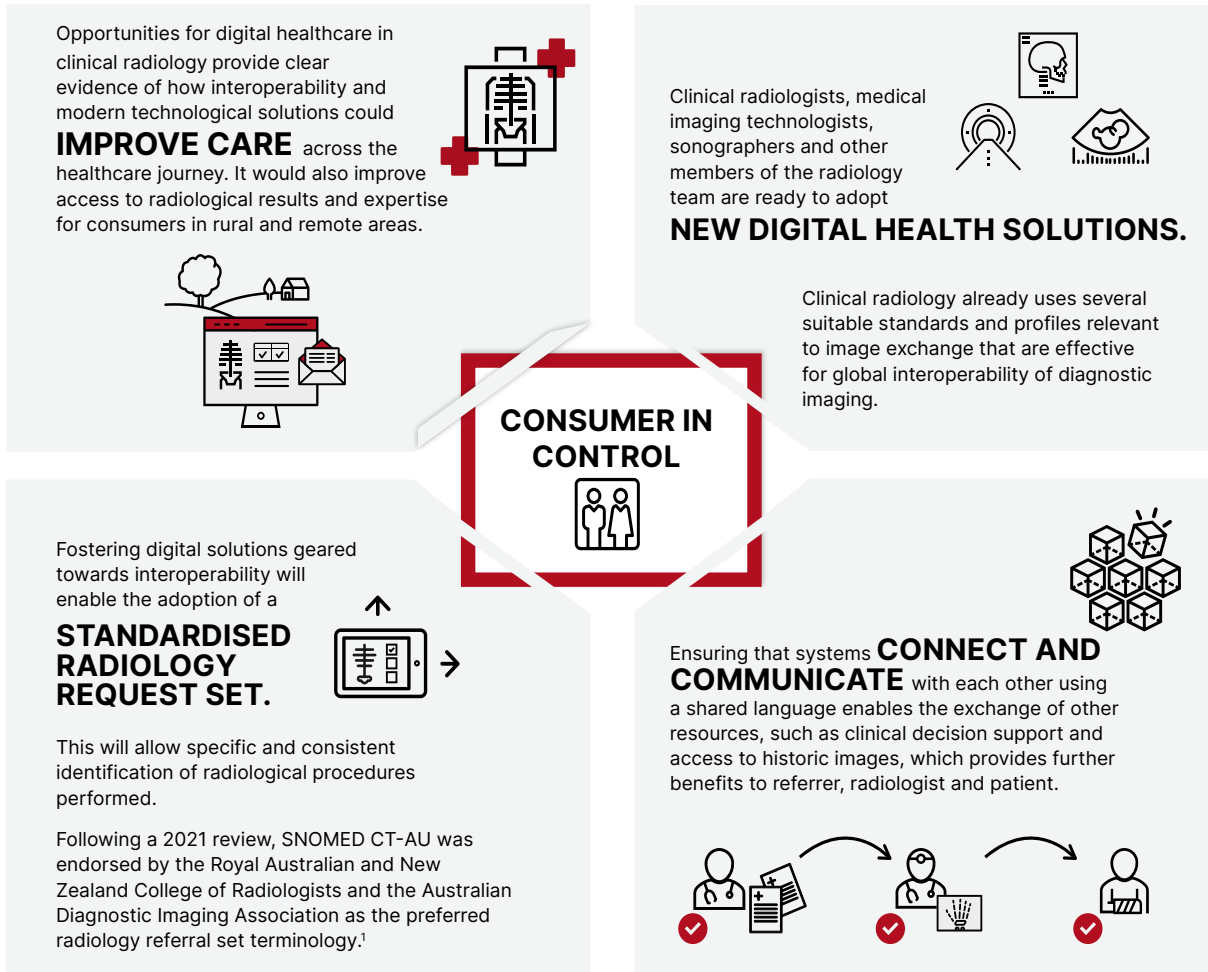 Opportunities for digital healthcare in
clinical radiology provide clear
evidence of how interoperability and
modern technological solutions could
IMPROVE CARE across the
healthcare journey. It would also improve
access to radiological results and expertise
for consumers in rural and remote areas.
Clinical radiologists, medical
imaging technologists,
sonographers and other
members of the radiology
team are ready to adopt
NEW DIGITAL HEALTH SOLUTIONS.
Clinical radiology already uses several
suitable standards and profiles relevant
to image exchange that are effective
for global interoperability of diagnostic
imaging.
CONSUMER IN
CONTROL
Fostering digital solutions geared
towards interoperability will
enable the adoption of a
STANDARDISED
RADIOLOGY
REQUEST SET.
This will allow specific and consistent
identification of radiological procedures
performed.
Following a 2021 review, SNOMED CT-AU was
endorsed by the Royal Australian and New
Zealand College of Radiologists and the Australian
Diagnostic Imaging Association as the preferred
radiology referral set terminology.¹
Ensuring that systems CONNECT AND
COMMUNICATE with each other using
a shared language enables the exchange of other
resources, such as clinical decision support and
access to historic images, which provides further
benefits to referrer, radiologist and patient.